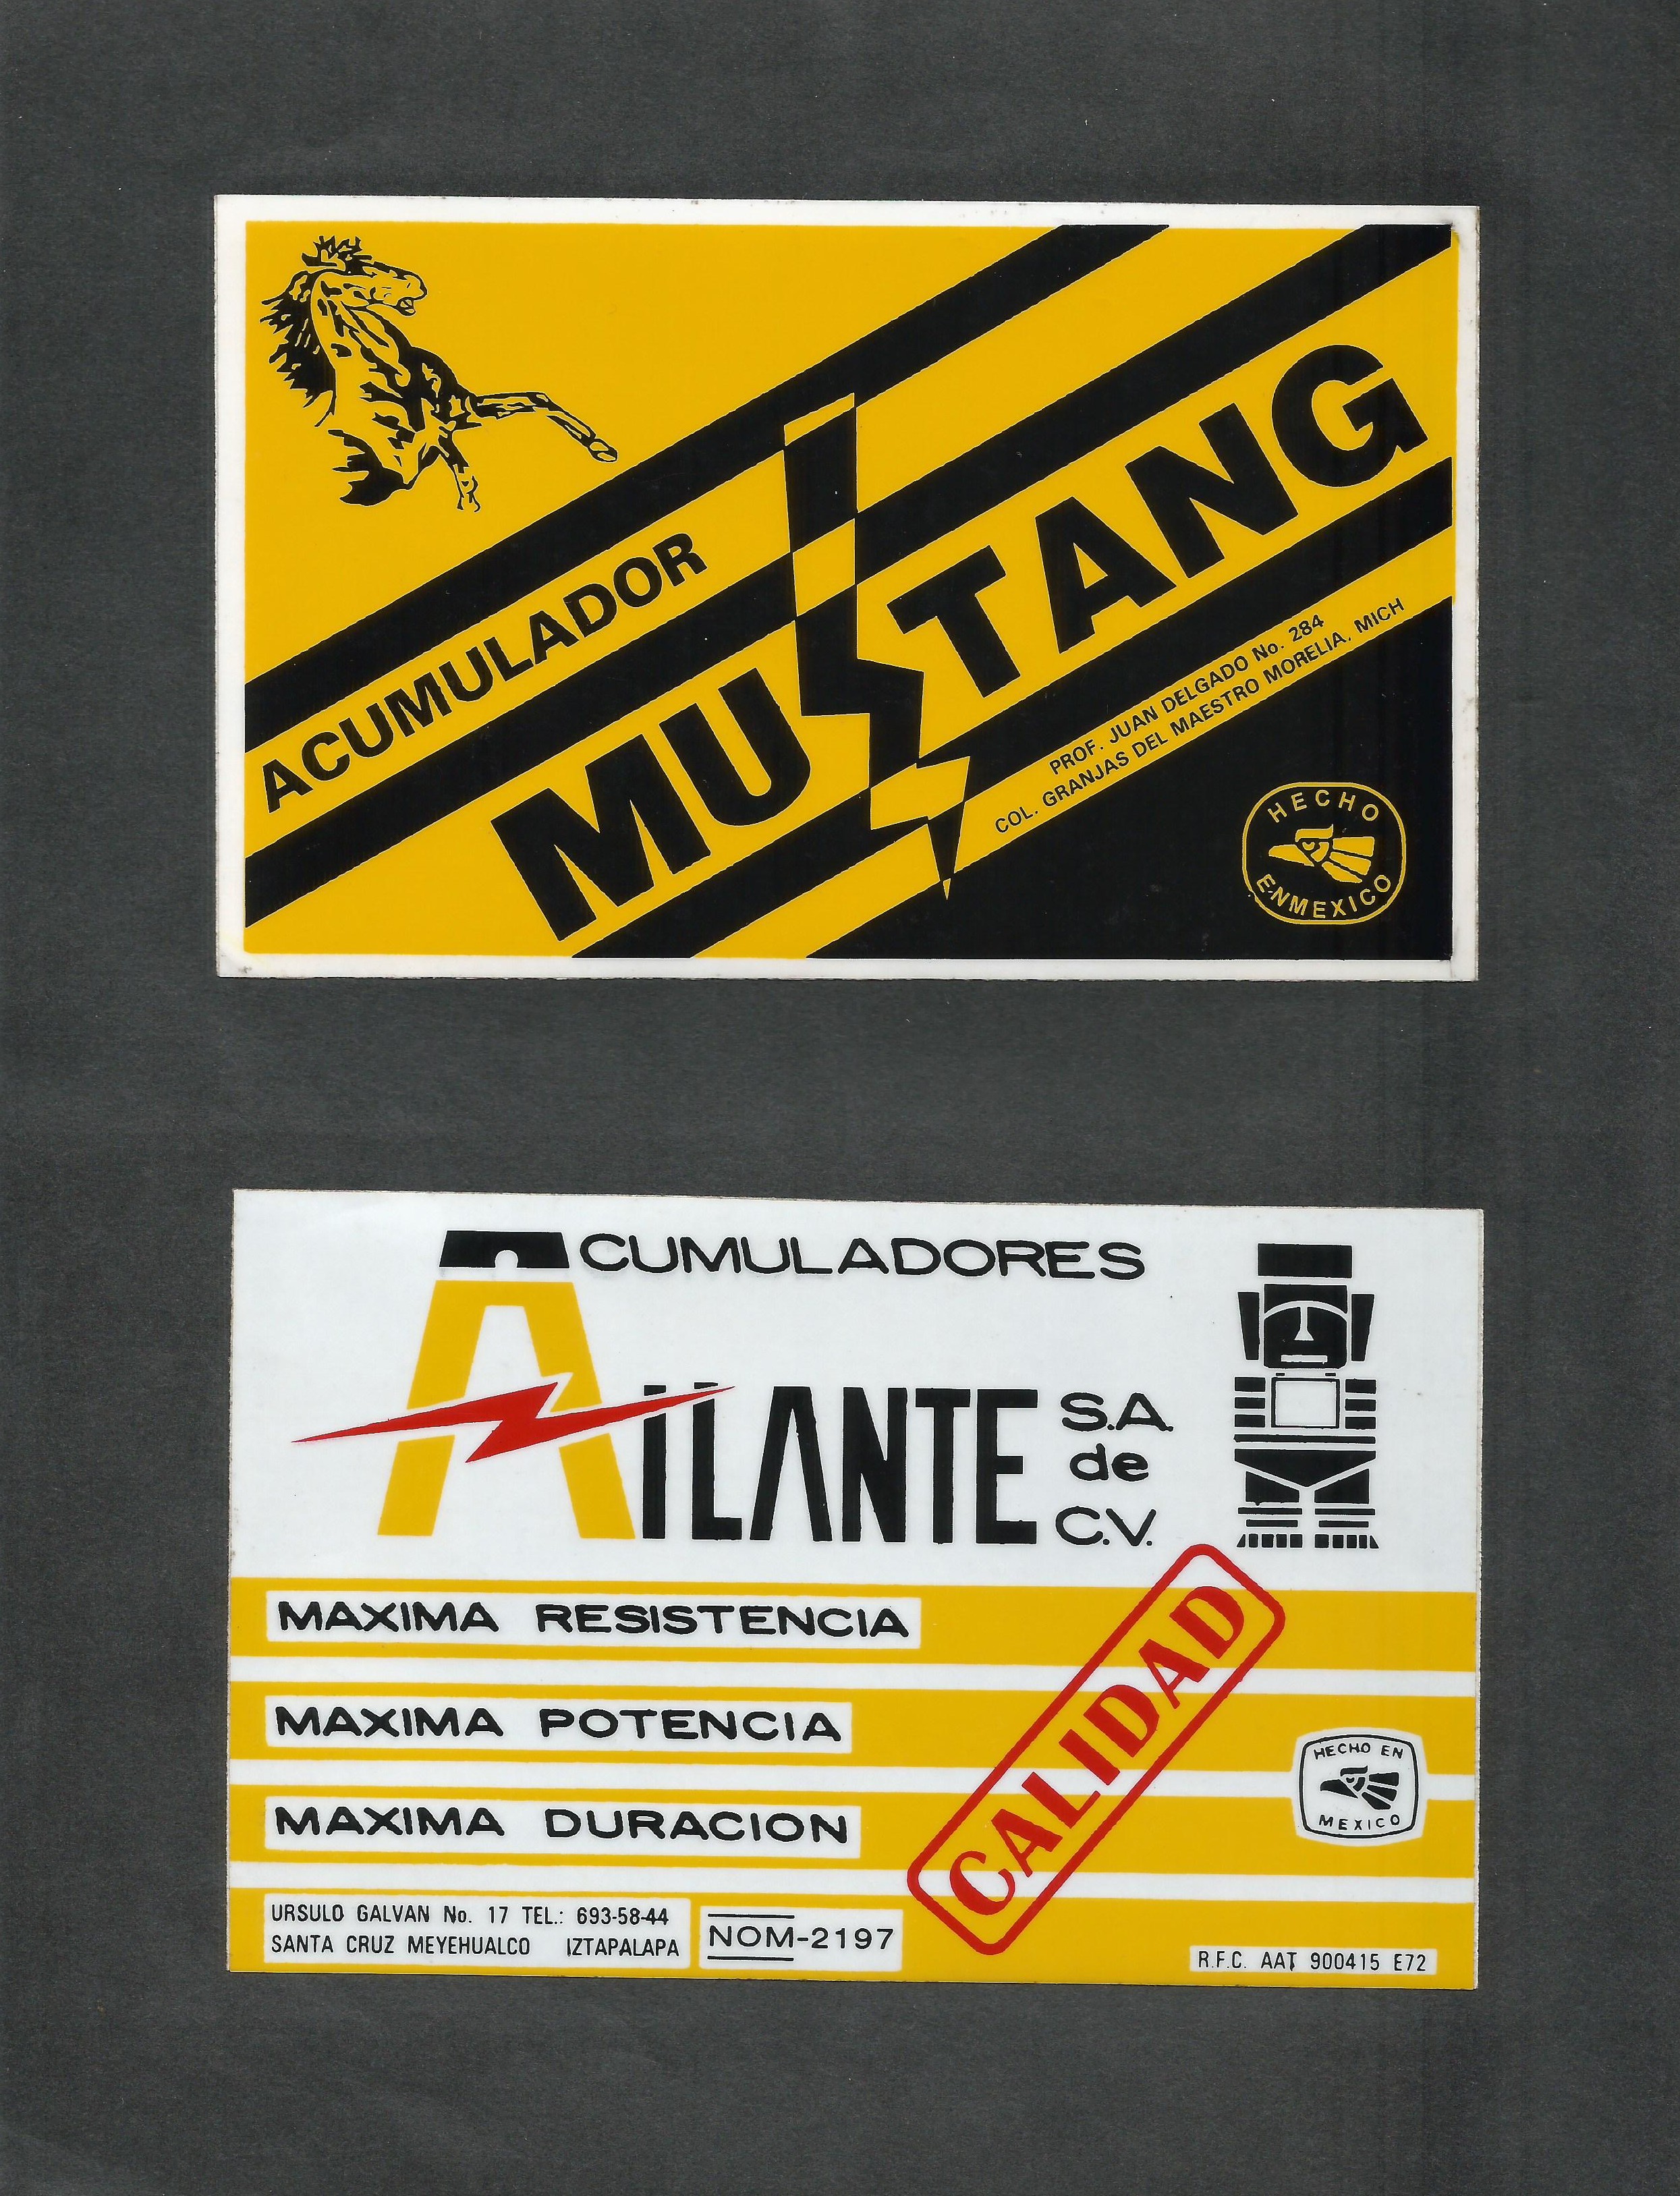 ACUMULADOR
MUSTANG
PROF. JUAN DELGADO No. 284
COL. GRANJAS DEL MAESTRO MORELIA, MICH
HECHO
EN MEXICO
ACUMULADORES
ATLANTE S.A.
de
C.V.
MAXIMA RESISTENCIA
MAXIMA POTENCIA
MAXIMA DURACION
CALIDAD
HECHO EN
MEXICO
URSULO GALVAN No. 17 TEL.: 693-58-44
SANTA CRUZ MEYEHUALCO IZTAPALAPA
NOM-2197
R.F.C. AAT 900415 E72